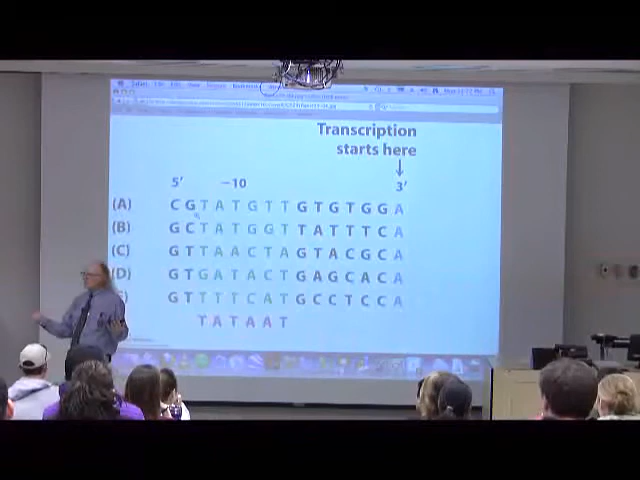 Transcription
starts here
5′ −10 3′
(A) C G T A T G T T G T G T G G A
(B) G C T A T G G T T A T T T C A
(C) G T T A A C T A G T A C G C A
(D) G T G A T A C T G A G C A C A
G T T T T C A T G C C T C C A
T A T A A T